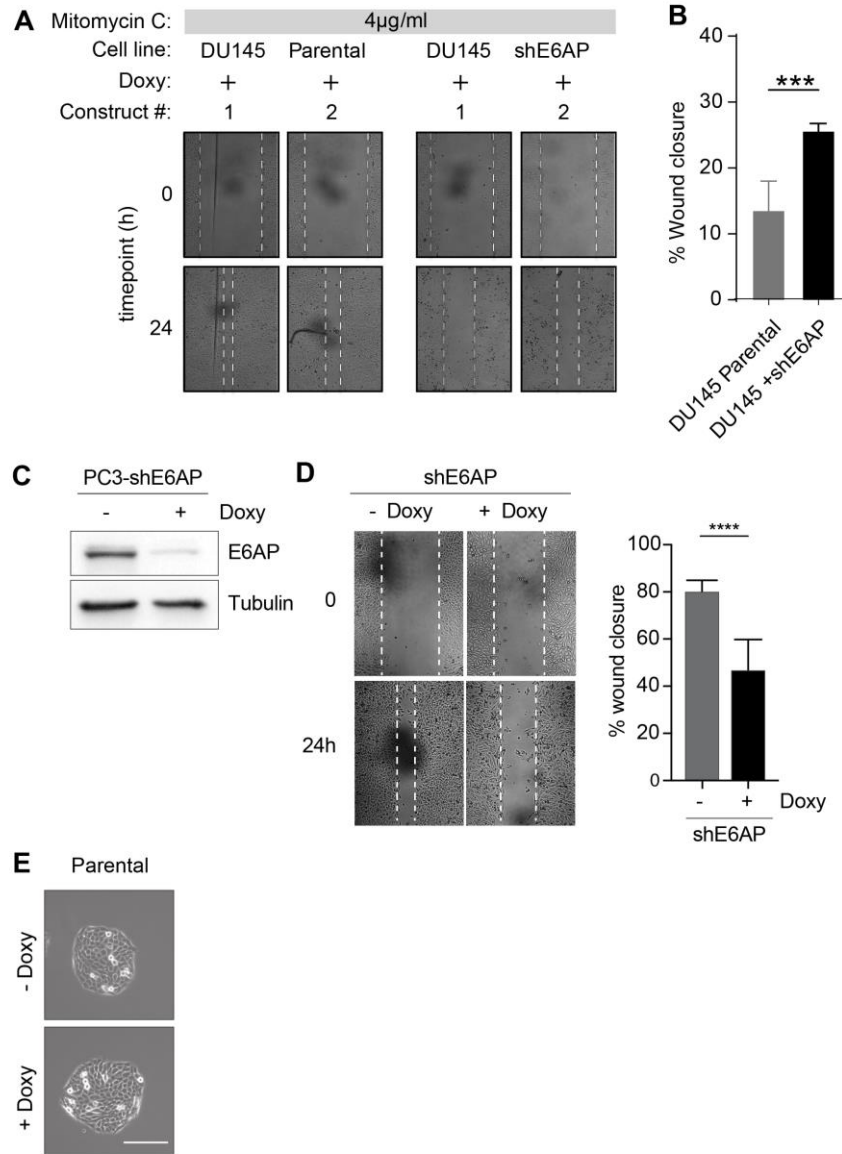 A
Mitomycin C: 4µg/ml
Cell line: DU145 Parental DU145 shE6AP
Doxy: + + + +
Construct #: 1 2 1 2
timepoint (h)
0
24
B
% Wound closure
40
30
20
10
0
***
DU145 Parental
DU145 +shE6AP
C
PC3-shE6AP
- + Doxy
E6AP
Tubulin
D
shE6AP
- Doxy + Doxy
0
24h
% wound closure
100
80
60
40
20
0
****
- + Doxy
shE6AP
E
Parental
- Doxy
+ Doxy